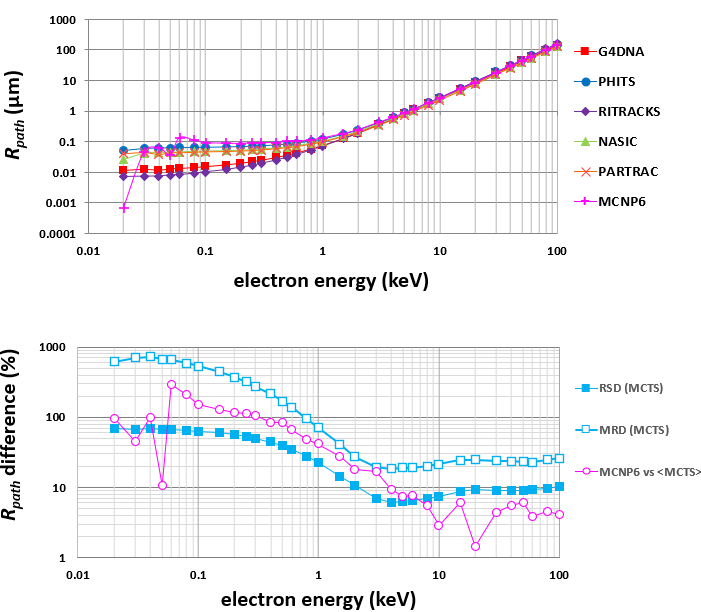 1000
100
10
1
0.1
0.01
0.001
0.0001
R_path (µm)
0.01 0.1 1 10 100
electron energy (keV)
G4DNA
PHITS
RITRACKS
NASIC
PARTRAC
MCNP6
1000
100
10
1
R_path difference (%)
0.01 0.1 1 10 100
electron energy (keV)
RSD (MCTS)
MRD (MCTS)
MCNP6 vs <MCTS>